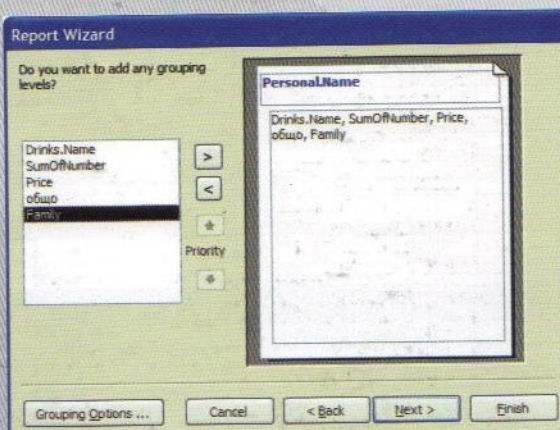 Report Wizard
Do you want to add any grouping
levels?
Drinks.Name
SumOfNumber
Price
общо
Family
>
<
Priority
Personal.Name
Drinks.Name, SumOfNumber, Price,
общо, Family
Grouping Options ...
Cancel
< Back
Next >
Finish